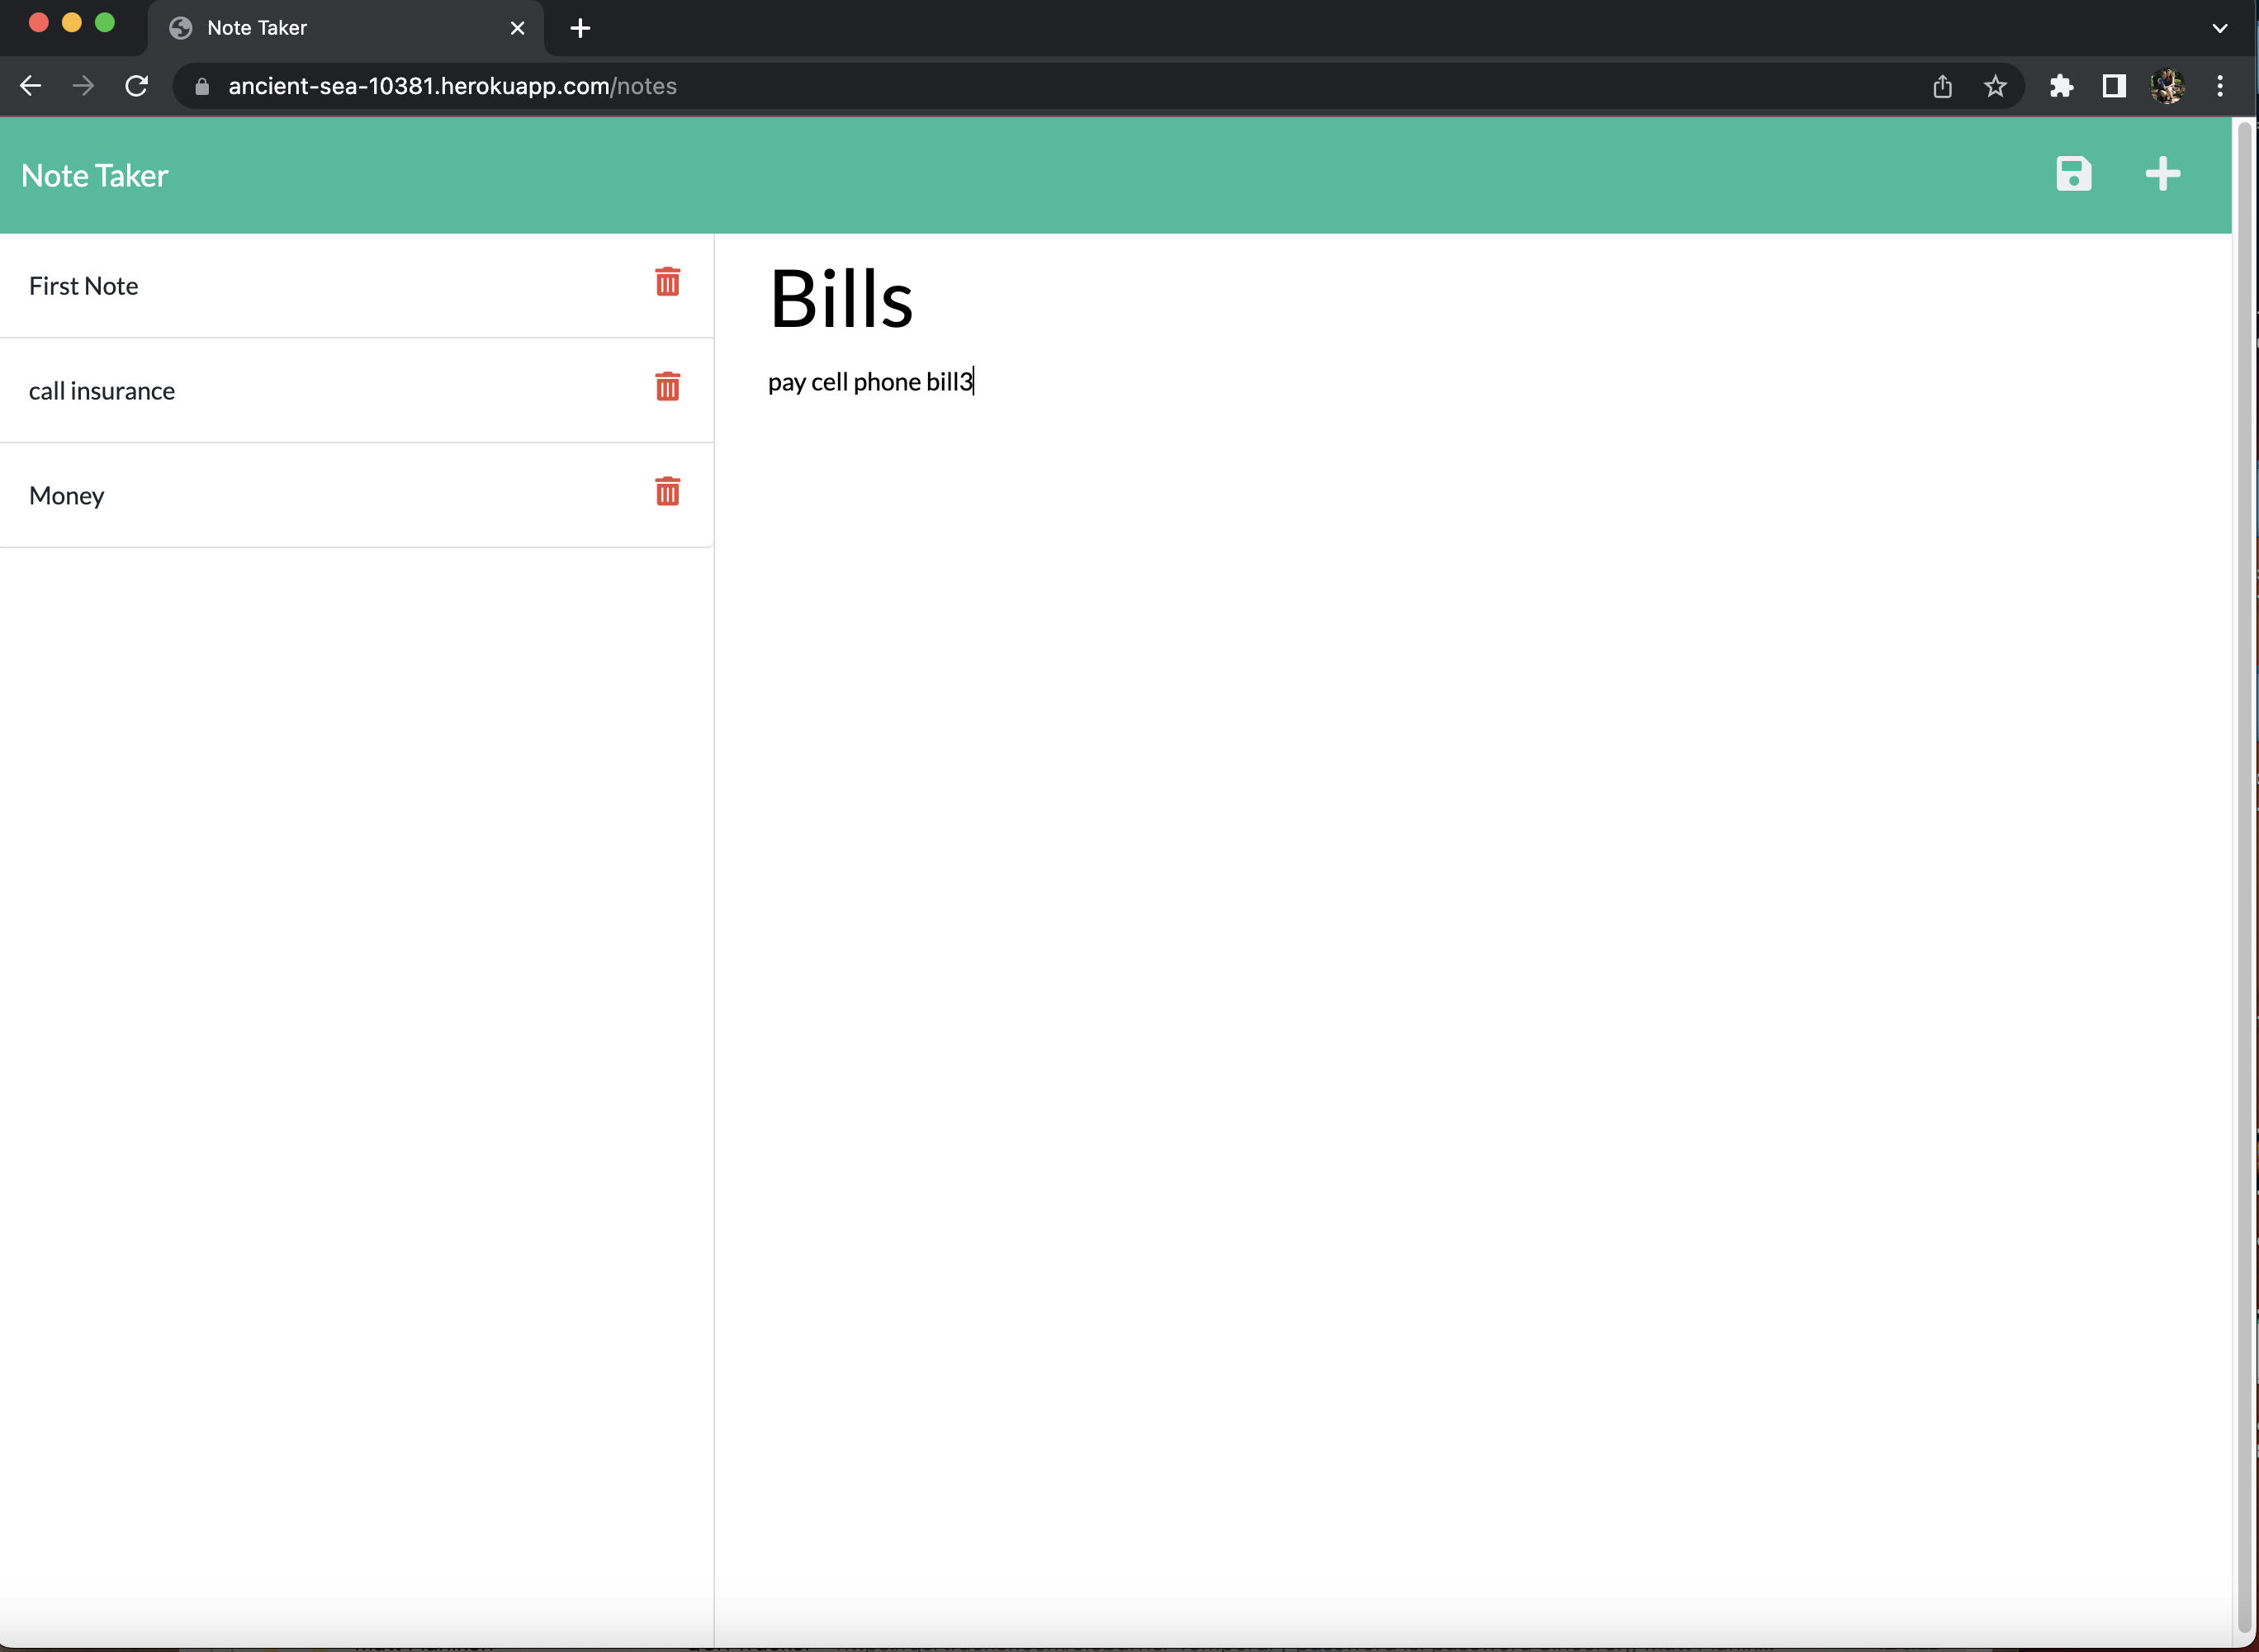 Note Taker
ancient-sea-10381.herokuapp.com/notes
Note Taker
First Note
call insurance
Money
Bills
pay cell phone bill3